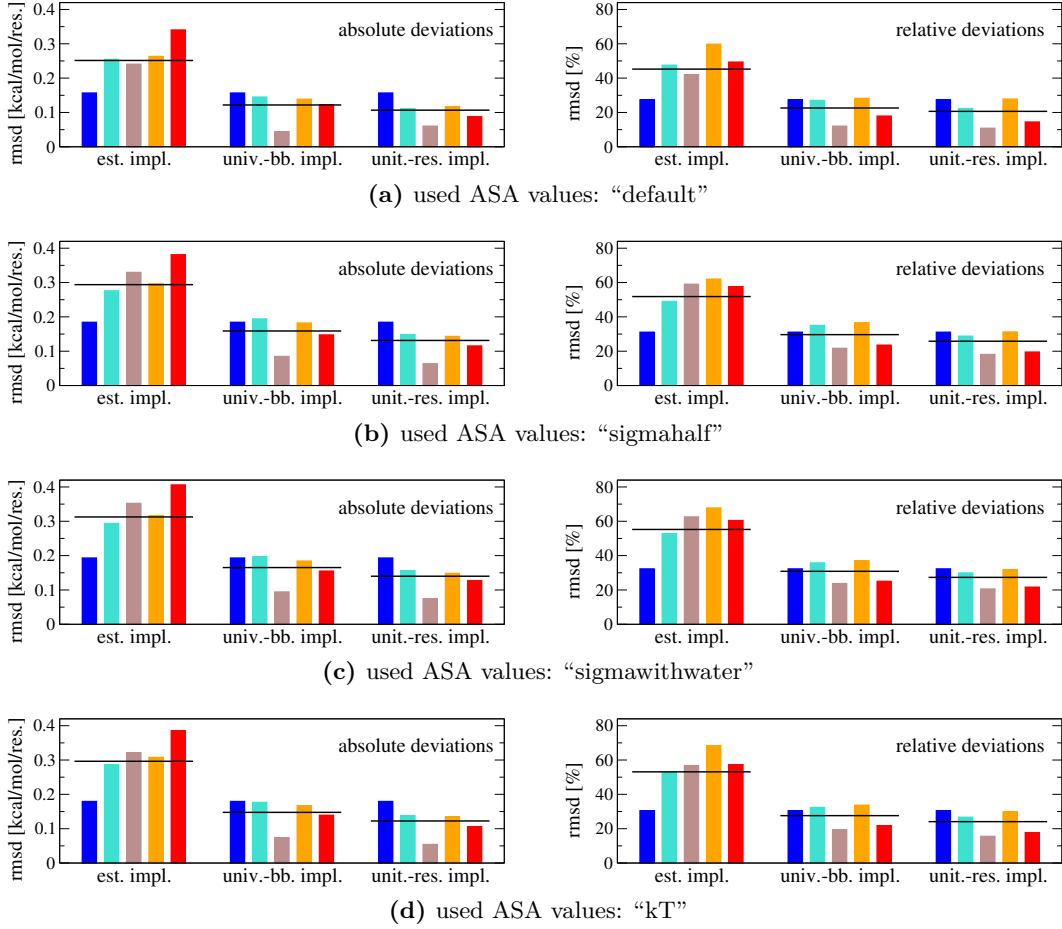 absolute deviations
rmsd [kcal/mol/res.]
0.4
0.3
0.2
0.1
0
est. impl. univ.-bb. impl. unit.-res. impl.
relative deviations
rmsd [%]
80
60
40
20
0
est. impl. univ.-bb. impl. unit.-res. impl.
(a) used ASA values: “default”
absolute deviations
rmsd [kcal/mol/res.]
0.4
0.3
0.2
0.1
0
est. impl. univ.-bb. impl. unit.-res. impl.
relative deviations
rmsd [%]
80
60
40
20
0
est. impl. univ.-bb. impl. unit.-res. impl.
(b) used ASA values: “sigmahalf”
absolute deviations
rmsd [kcal/mol/res.]
0.4
0.3
0.2
0.1
0
est. impl. univ.-bb. impl. unit.-res. impl.
relative deviations
rmsd [%]
80
60
40
20
0
est. impl. univ.-bb. impl. unit.-res. impl.
(c) used ASA values: “sigmawithwater”
absolute deviations
rmsd [kcal/mol/res.]
0.4
0.3
0.2
0.1
0
est. impl. univ.-bb. impl. unit.-res. impl.
relative deviations
rmsd [%]
80
60
40
20
0
est. impl. univ.-bb. impl. unit.-res. impl.
(d) used ASA values: “kT”